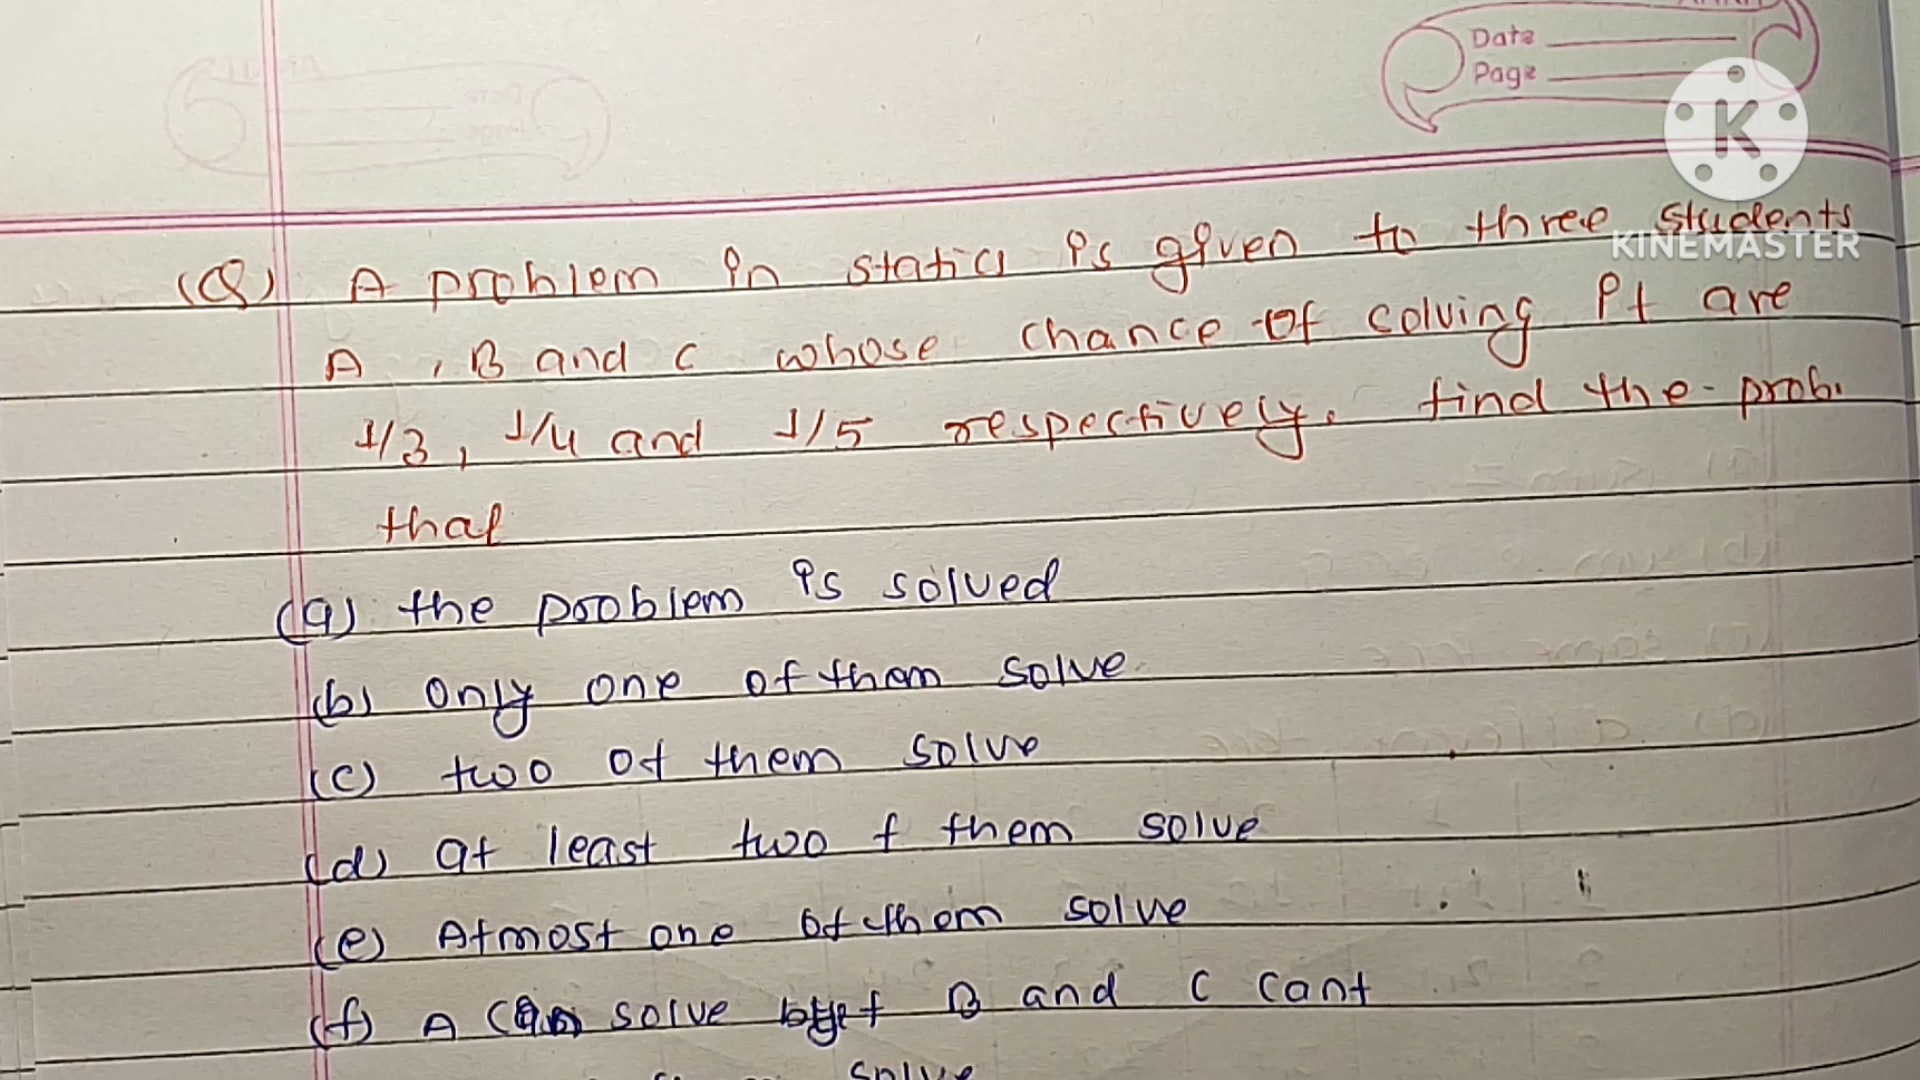 Date
Page
K
KINEMASTER
(Q) A problem in statics is given to three students
A, B and C whose chance of solving it are
1/3, 1/4 and 1/5 respectively. find the prob.
that
(a) the problem is solved
(b) only one of them solve
(c) two of them solve
(d) at least two f them solve
(e) Atmost one of them solve
(f) A can solve but B and C cant
solve